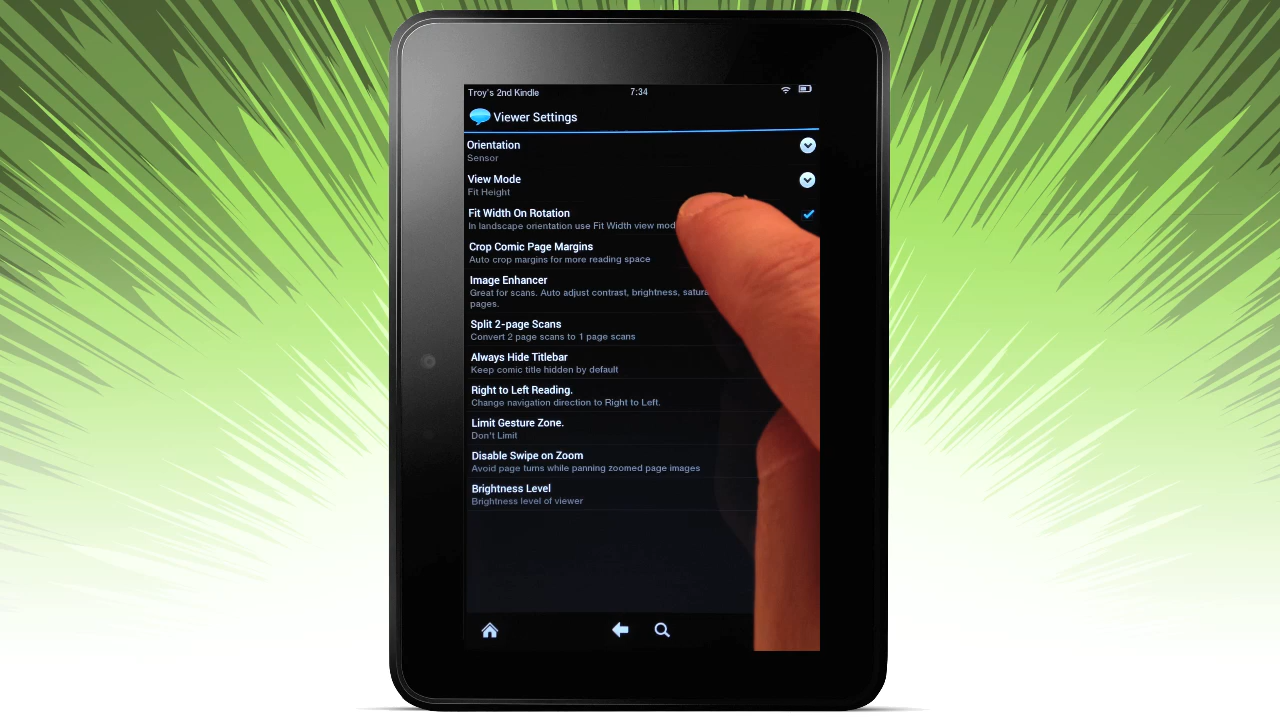 Troy's 2nd Kindle 7:34
Viewer Settings
Orientation
Sensor
View Mode
Fit Height
Fit Width On Rotation
In landscape orientation use Fit Width view
Crop Comic Page Margins
Auto crop margins for more reading space
Image Enhancer
Great for scans. Auto adjust contrast, brightness,
pages.
Split 2-page Scans
Convert 2 page scans to 1 page scans
Always Hide Titlebar
Keep comic title hidden by default
Right to Left Reading.
Change navigation direction to Right to Left.
Limit Gesture Zone.
Don't Limit
Disable Swipe on Zoom
Avoid page turns while panning zoomed page images
Brightness Level
Brightness level of viewer